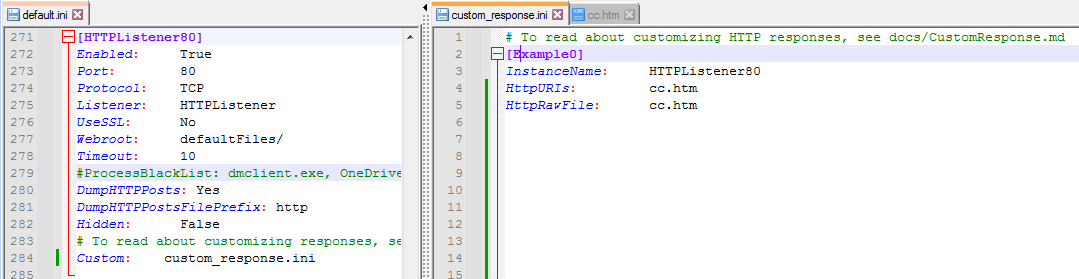 default.ini
271 [HTTPListener80]
272 Enabled: True
273 Port: 80
274 Protocol: TCP
275 Listener: HTTPListener
276 UseSSL: No
277 Webroot: defaultFiles/
278 Timeout: 10
279 #ProcessBlackList: dmclient.exe, OneDrive
280 DumpHTTPPosts: Yes
281 DumpHTTPPostsFilePrefix: http
282 Hidden: False
283 # To read about customizing responses, se
284 Custom: custom_response.ini
285
custom_response.ini cc.htm
1 # To read about customizing HTTP responses, see docs/CustomResponse.md
2 [Example0]
3 InstanceName: HTTPListener80
4 HttpURIs: cc.htm
5 HttpRawFile: cc.htm
6
7
8
9
10
11
12
13
14
15